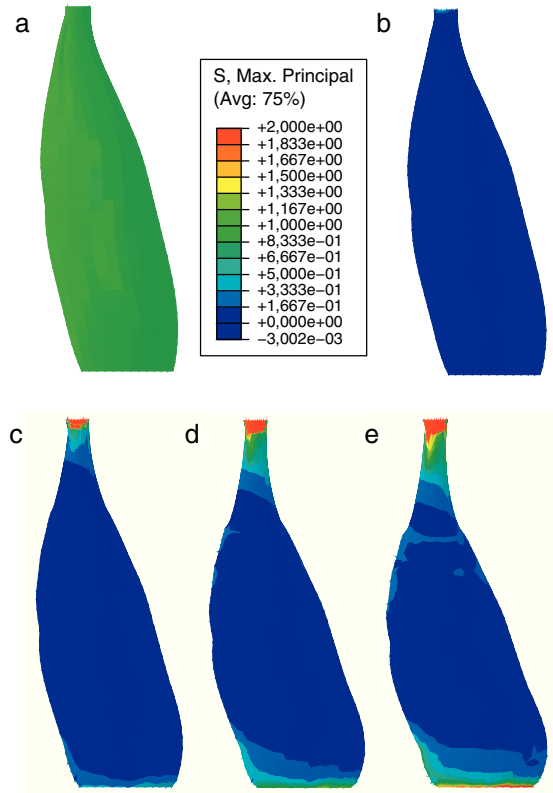 a
b
S, Max. Principal
(Avg: 75%)
+2,000e+00
+1,833e+00
+1,667e+00
+1,500e+00
+1,333e+00
+1,167e+00
+1,000e+00
+8,333e−01
+6,667e−01
+5,000e−01
+3,333e−01
+1,667e−01
+0,000e+00
−3,002e−03
c
d
e